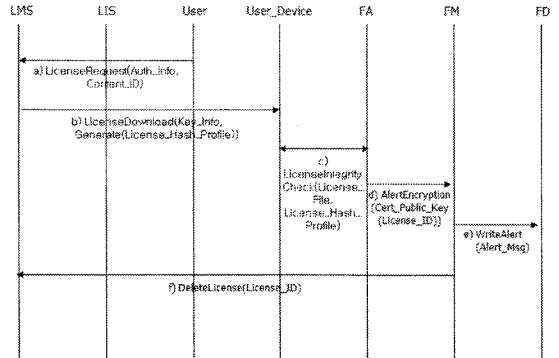 LMS LIS User User_Device FA FM FD
a) LicenseRequest(Auth_Info,
Content_ID)
b) LicenseDownload(Key_Info,
Generate(License_Hash_Profile))
c)
LicenseIntegrity
Check(License_
File,
License_Hash_
Profile)
d) AlertEncryption
(Cert_Public_Key
(License_ID))
e) WriteAlert
(Alert_Msg)
f) DeleteLicense(License_ID)